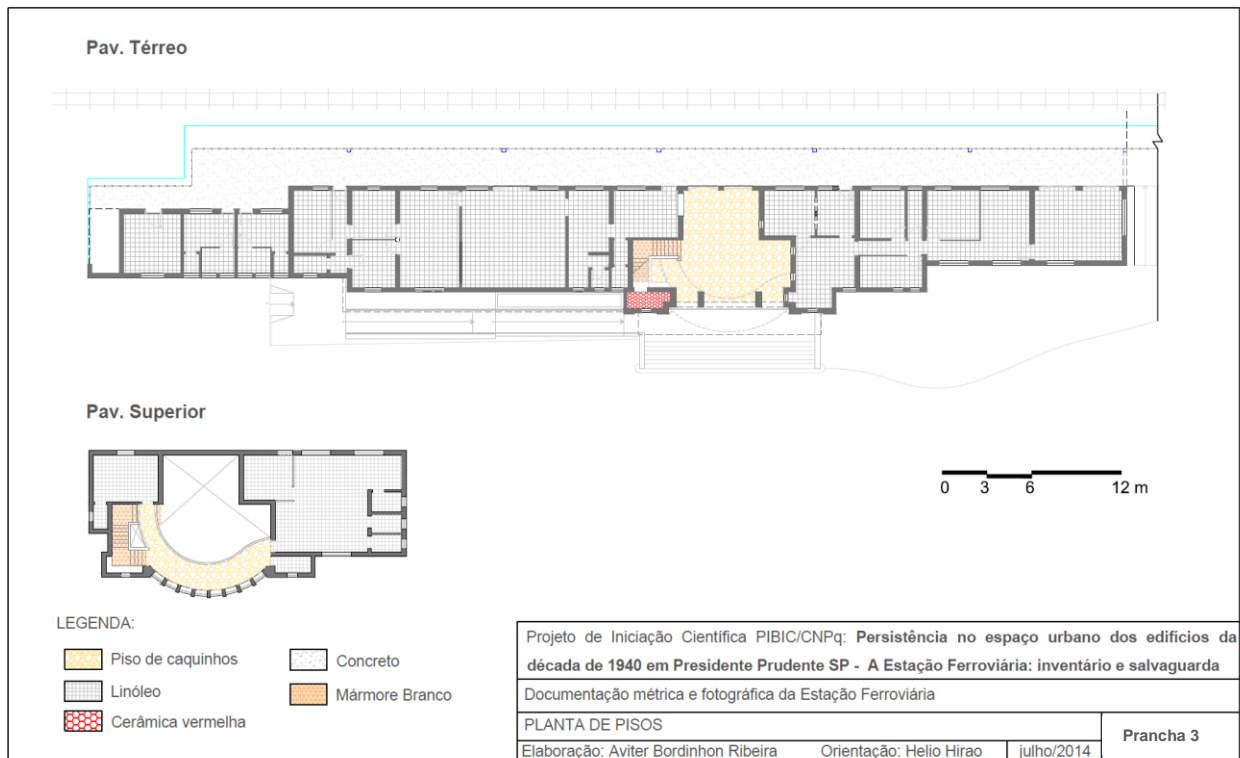 Pav. Térreo
Pav. Superior
0 3 6 12 m
LEGENDA:
Piso de caquinhos
Concreto
Linóleo
Mármore Branco
Cerâmica vermelha
Projeto de Iniciação Científica PIBIC/CNPq: Persistência no espaço urbano dos edifícios da
década de 1940 em Presidente Prudente SP - A Estação Ferroviária: inventário e salvaguarda
Documentação métrica e fotográfica da Estação Ferroviária
PLANTA DE PISOS
Prancha 3
Elaboração: Aviter Bordinhon Ribeira Orientação: Helio Hirao julho/2014